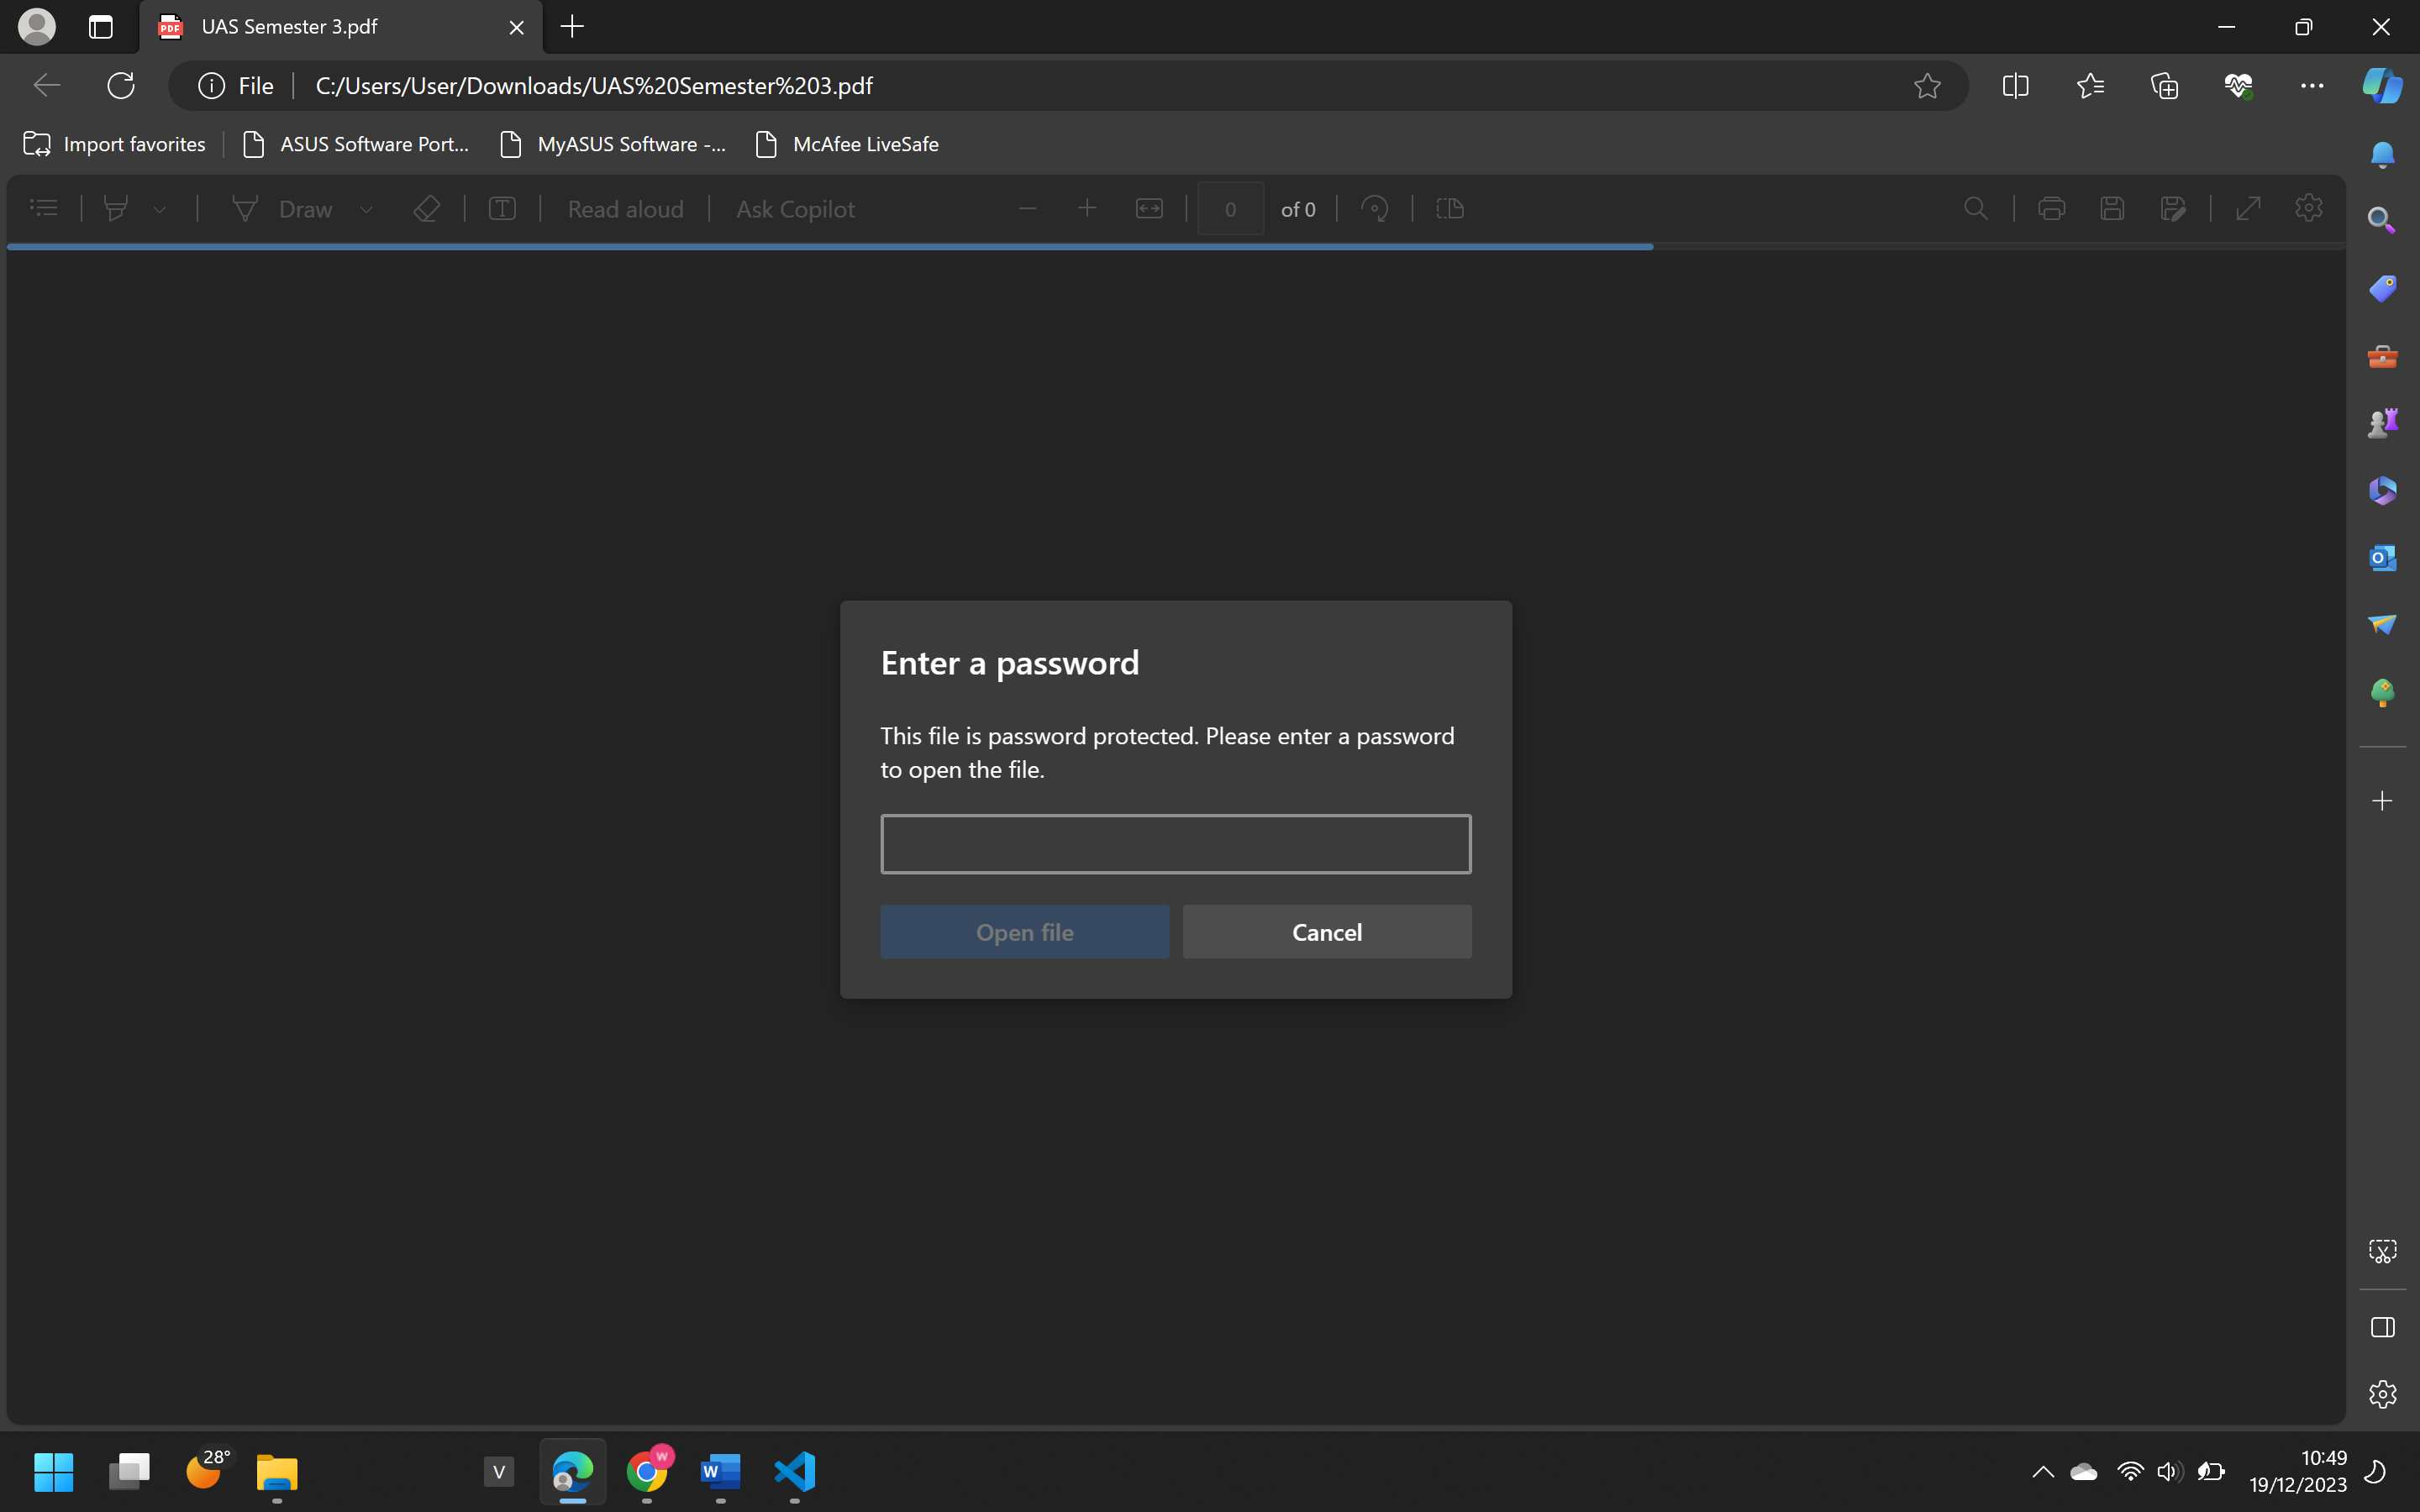 UAS Semester 3.pdf
File
C:/Users/User/Downloads/UAS%20Semester%203.pdf
Import favorites
ASUS Software Port...
MyASUS Software -...
McAfee LiveSafe
Draw
Read aloud
Ask Copilot
0
of 0
Enter a password
This file is password protected. Please enter a password
to open the file.
Open file
Cancel
28°
V
W
W
10:49
19/12/2023